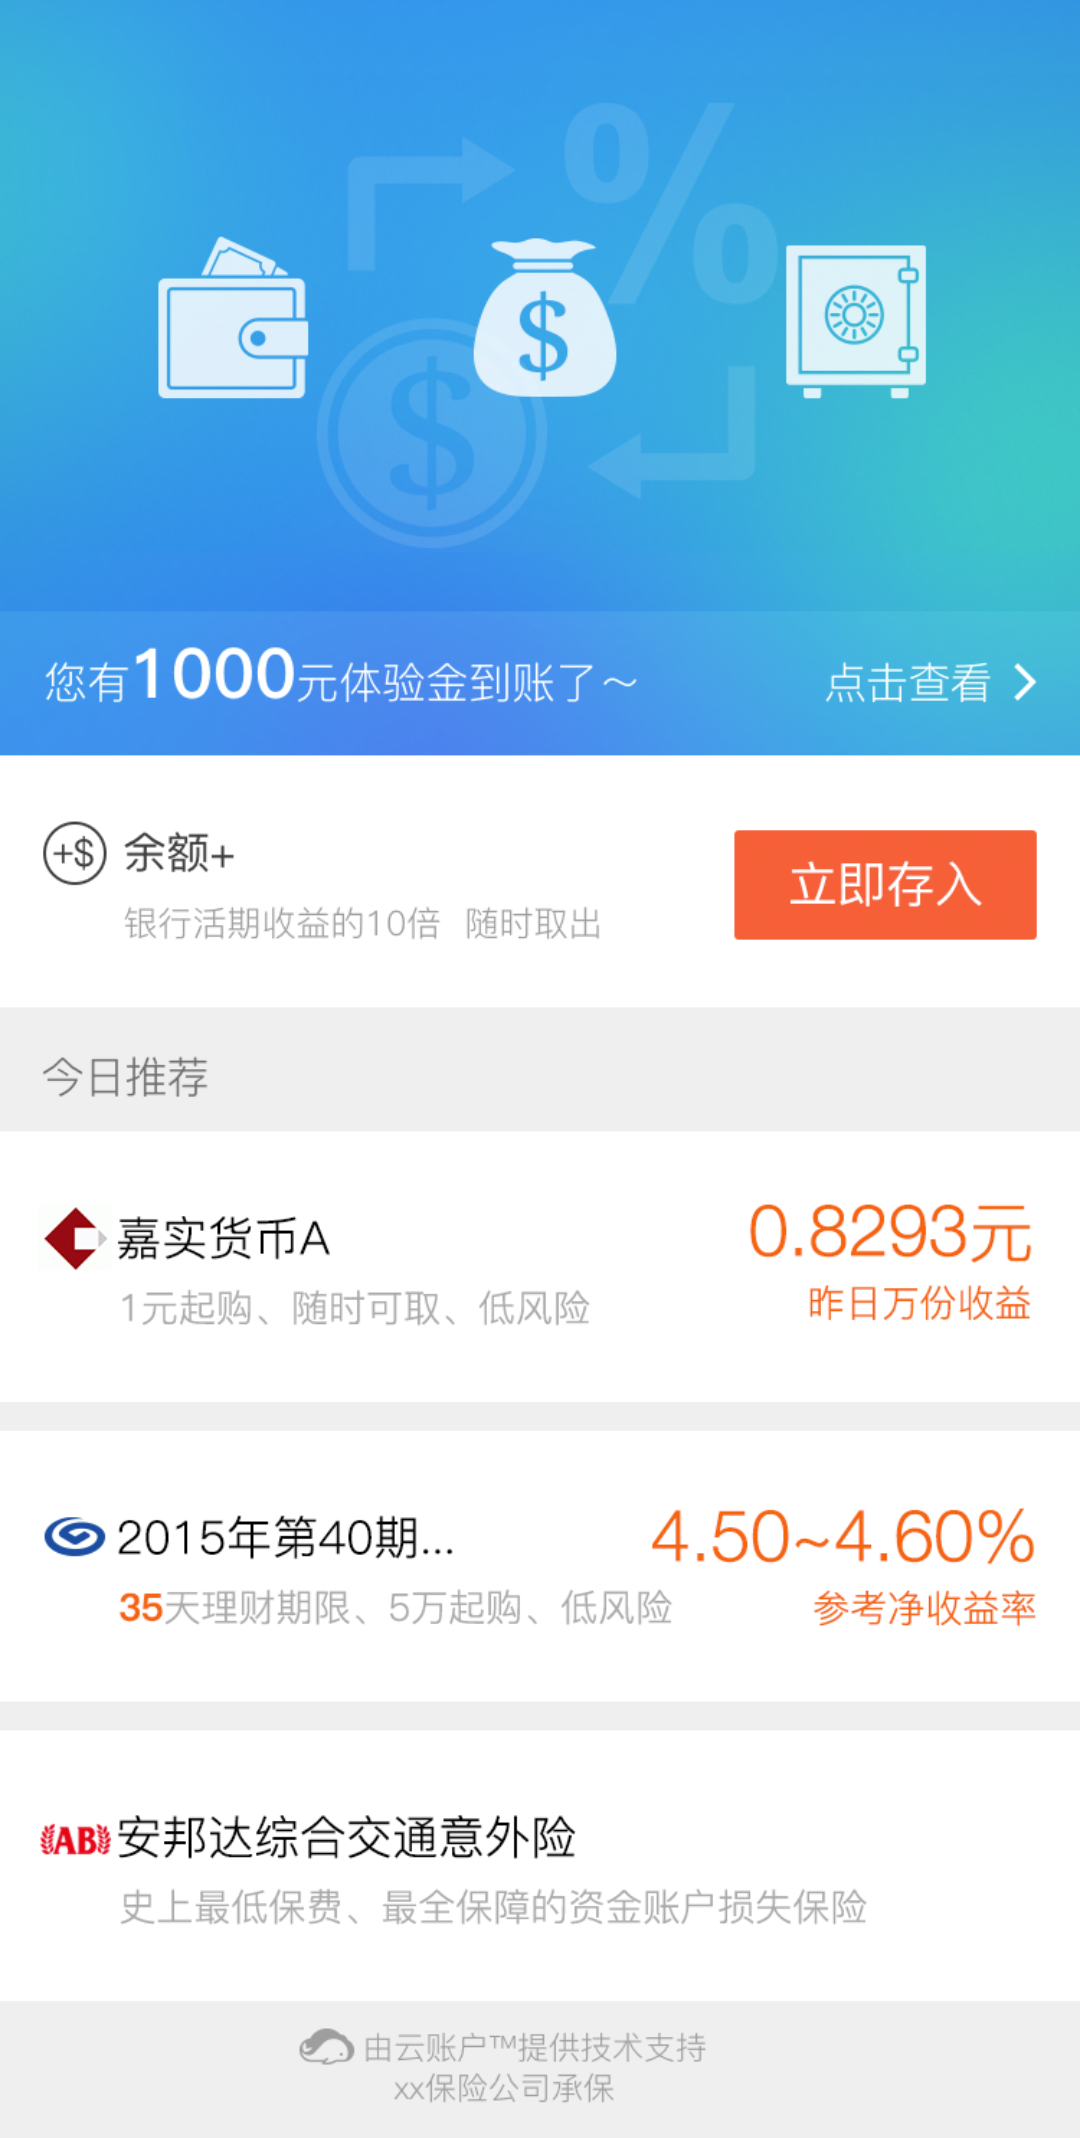 您有1000元体验金到账了～ 点击查看
余额+
银行活期收益的10倍 随时取出
立即存入
今日推荐
嘉实货币A
0.8293元
1元起购、随时可取、低风险
昨日万份收益
2015年第40期...
4.50~4.60%
35天理财期限、5万起购、低风险
参考净收益率
AB
安邦达综合交通意外险
史上最低保费、最全保障的资金账户损失保险
由云账户™提供技术支持
xx保险公司承保